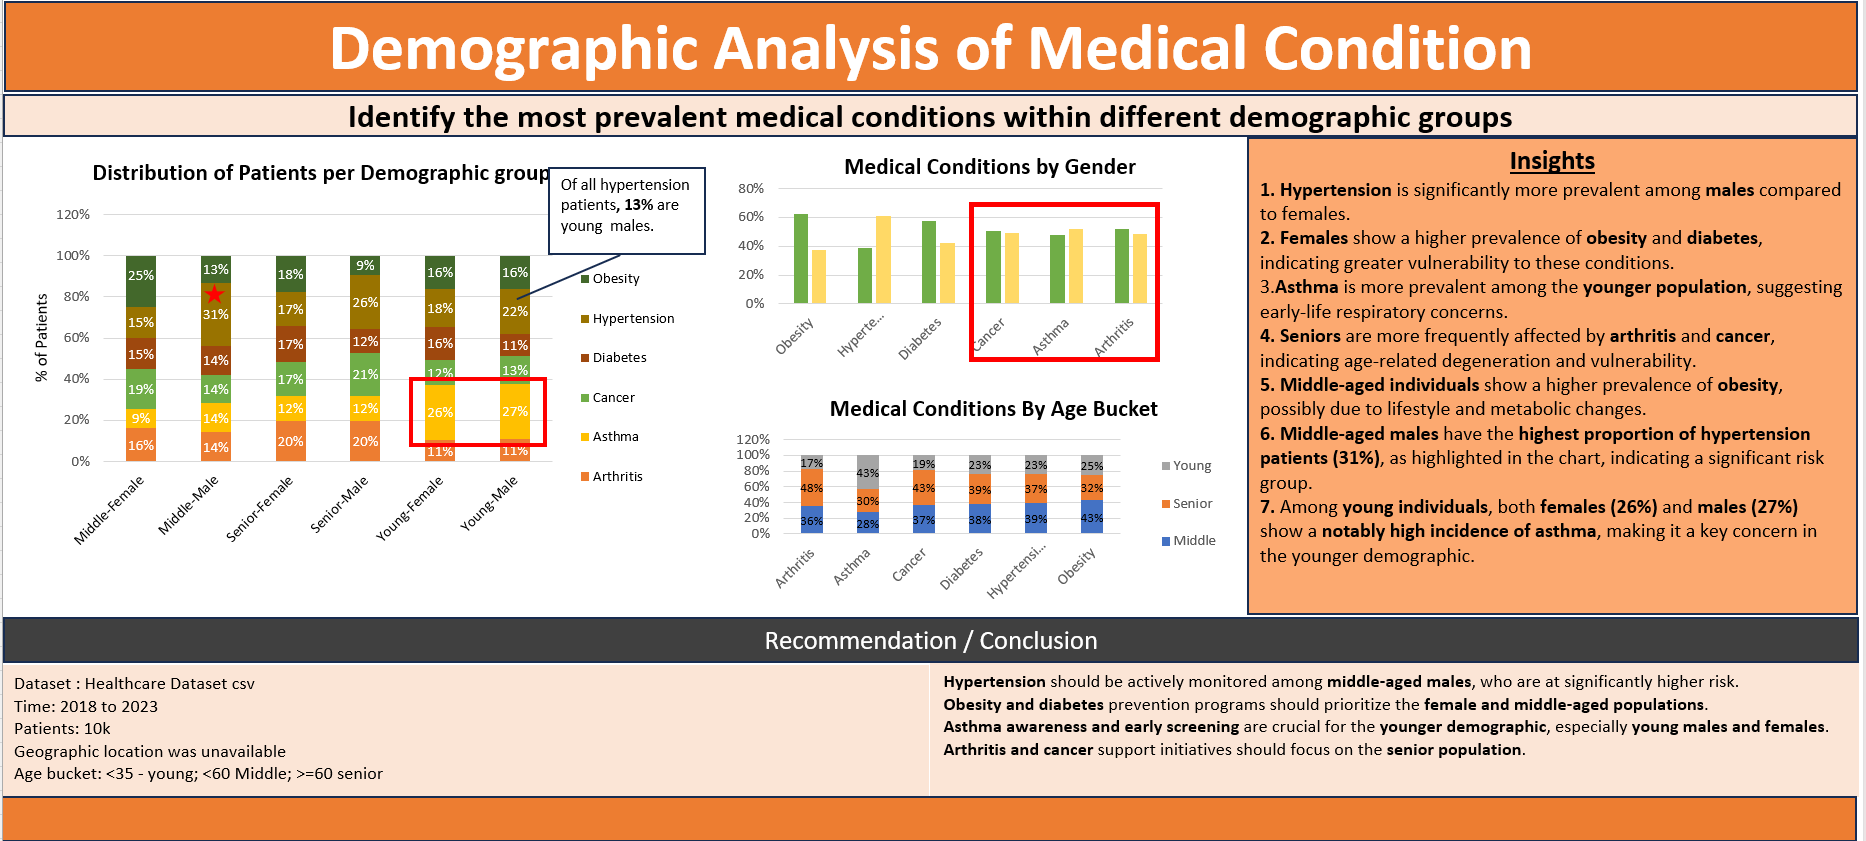 Demographic Analysis of Medical Condition
Identify the most prevalent medical conditions within different demographic groups
Distribution of Patients per Demographic group
Of all hypertension
patients, 13% are
young males.
120%
100%
80%
60%
40%
20%
0%
% of Patients
25%
15%
15%
19%
9%
16%
13%
31%
14%
14%
14%
14%
18%
17%
17%
17%
12%
20%
9%
26%
12%
21%
12%
20%
16%
18%
16%
12%
26%
11%
16%
22%
11%
13%
27%
11%
Middle-Female
Middle-Male
Senior-Female
Senior-Male
Young-Female
Young-Male
Obesity
Hypertension
Diabetes
Cancer
Asthma
Arthritis
Medical Conditions by Gender
80%
60%
40%
20%
0%
Obesity
Hyperte...
Diabetes
Cancer
Asthma
Arthritis
Medical Conditions By Age Bucket
120%
100%
80%
60%
40%
20%
0%
17%
48%
36%
43%
30%
28%
19%
43%
37%
23%
39%
38%
23%
37%
39%
25%
32%
43%
Arthritis
Asthma
Cancer
Diabetes
Hypertensi...
Obesity
Young
Senior
Middle
Insights
1. Hypertension is significantly more prevalent among males compared
to females.
2. Females show a higher prevalence of obesity and diabetes,
indicating greater vulnerability to these conditions.
3.Asthma is more prevalent among the younger population, suggesting
early-life respiratory concerns.
4. Seniors are more frequently affected by arthritis and cancer,
indicating age-related degeneration and vulnerability.
5. Middle-aged individuals show a higher prevalence of obesity,
possibly due to lifestyle and metabolic changes.
6. Middle-aged males have the highest proportion of hypertension
patients (31%), as highlighted in the chart, indicating a significant risk
group.
7. Among young individuals, both females (26%) and males (27%)
show a notably high incidence of asthma, making it a key concern in
the younger demographic.
Recommendation / Conclusion
Dataset : Healthcare Dataset csv
Time: 2018 to 2023
Patients: 10k
Geographic location was unavailable
Age bucket: <35 - young; <60 Middle; >=60 senior
Hypertension should be actively monitored among middle-aged males, who are at significantly higher risk.
Obesity and diabetes prevention programs should prioritize the female and middle-aged populations.
Asthma awareness and early screening are crucial for the younger demographic, especially young males and females.
Arthritis and cancer support initiatives should focus on the senior population.